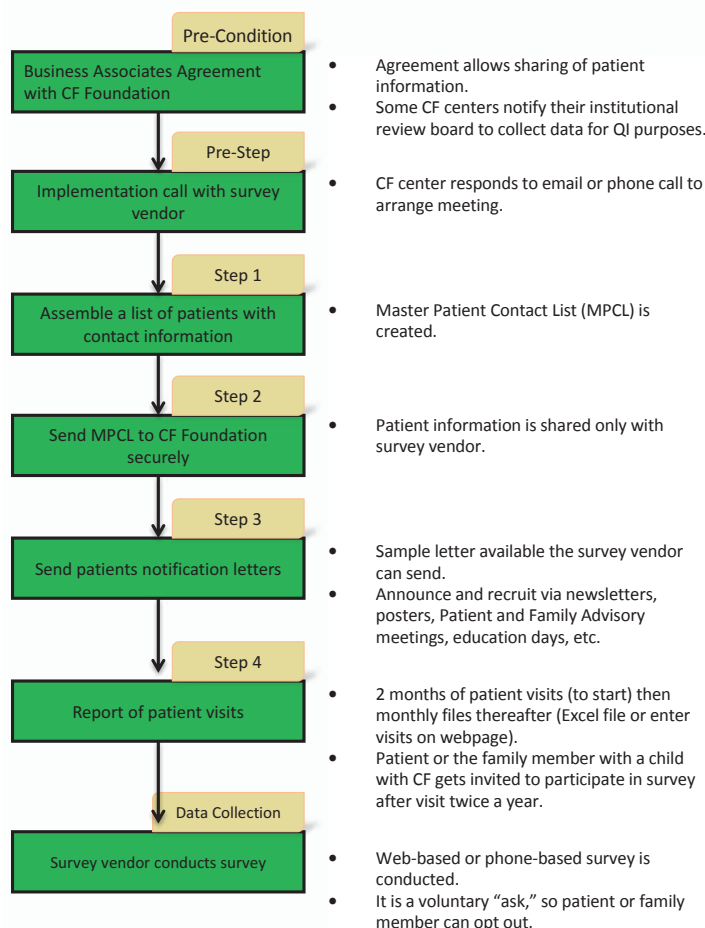 Pre-Condition
Business Associates Agreement
with CF Foundation
• Agreement allows sharing of patient
information.
• Some CF centers notify their institutional
review board to collect data for QI purposes.
Pre-Step
Implementation call with survey
vendor
• CF center responds to email or phone call to
arrange meeting.
Step 1
Assemble a list of patients with
contact information
• Master Patient Contact List (MPCL) is
created.
Step 2
Send MPCL to CF Foundation
securely
• Patient information is shared only with
survey vendor.
Step 3
Send patients notification letters
• Sample letter available the survey vendor
can send.
• Announce and recruit via newsletters,
posters, Patient and Family Advisory
meetings, education days, etc.
Step 4
Report of patient visits
• 2 months of patient visits (to start) then
monthly files thereafter (Excel file or enter
visits on webpage).
• Patient or the family member with a child
with CF gets invited to participate in survey
after visit twice a year.
Data Collection
Survey vendor conducts survey
• Web-based or phone-based survey is
conducted.
• It is a voluntary “ask,” so patient or family
member can opt out.